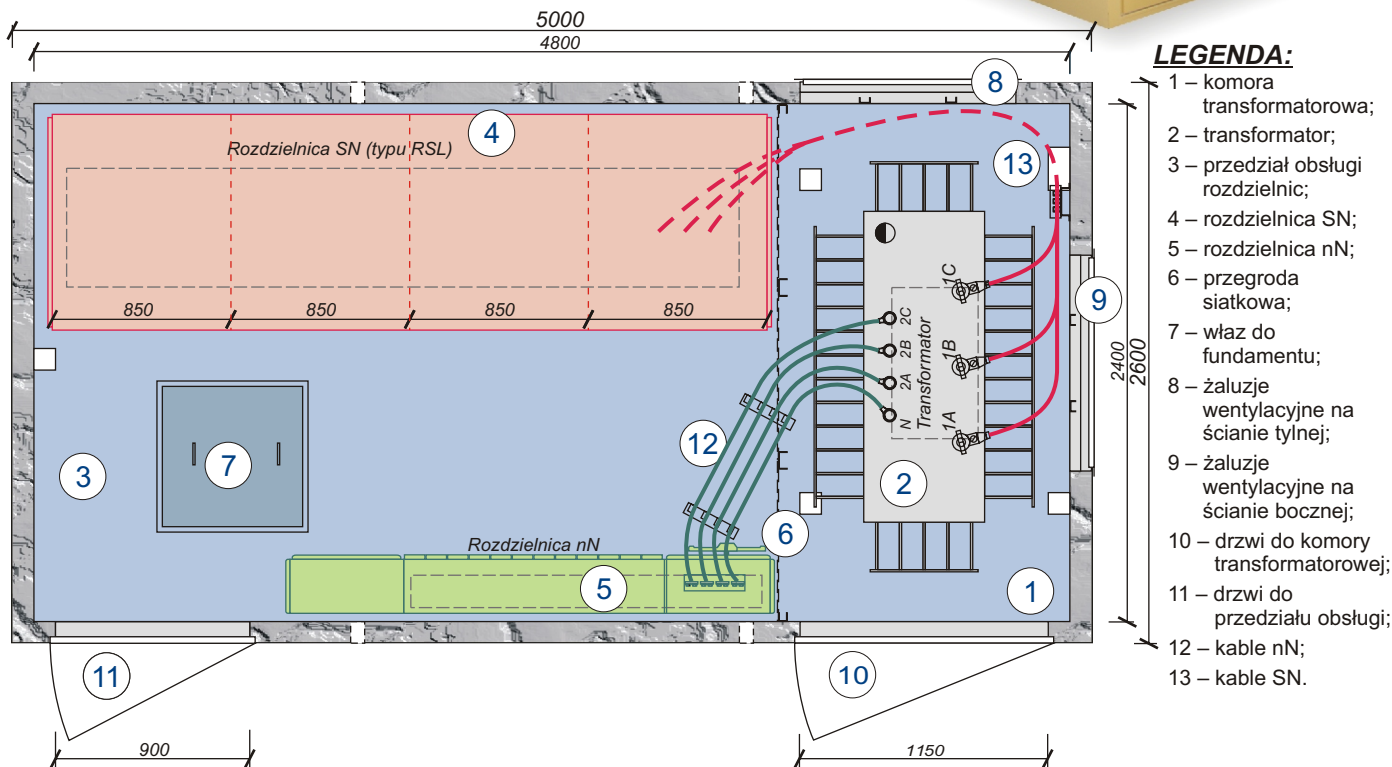 5000
4800
LEGENDA:
1 – komora
transformatorowa;
2 – transformator;
3 – przedział obsługi
rozdzielnic;
4 – rozdzielnica SN;
5 – rozdzielnica nN;
6 – przegroda
siatkowa;
7 – właz do
fundamentu;
8 – żaluzje
wentylacyjne na
ścianie tylnej;
9 – żaluzje
wentylacyjne na
ścianie bocznej;
10 – drzwi do komory
transformatorowej;
11 – drzwi do
przedziału obsługi;
12 – kable nN;
13 – kable SN.
8
4
Rozdzielnica SN (typu RSL)
13
850
850
850
850
1C
1B
1A
2C
2B
2A
N
Transformator
9
2400
2600
12
3
7
2
6
Rozdzielnica nN
5
1
11
10
900
1150